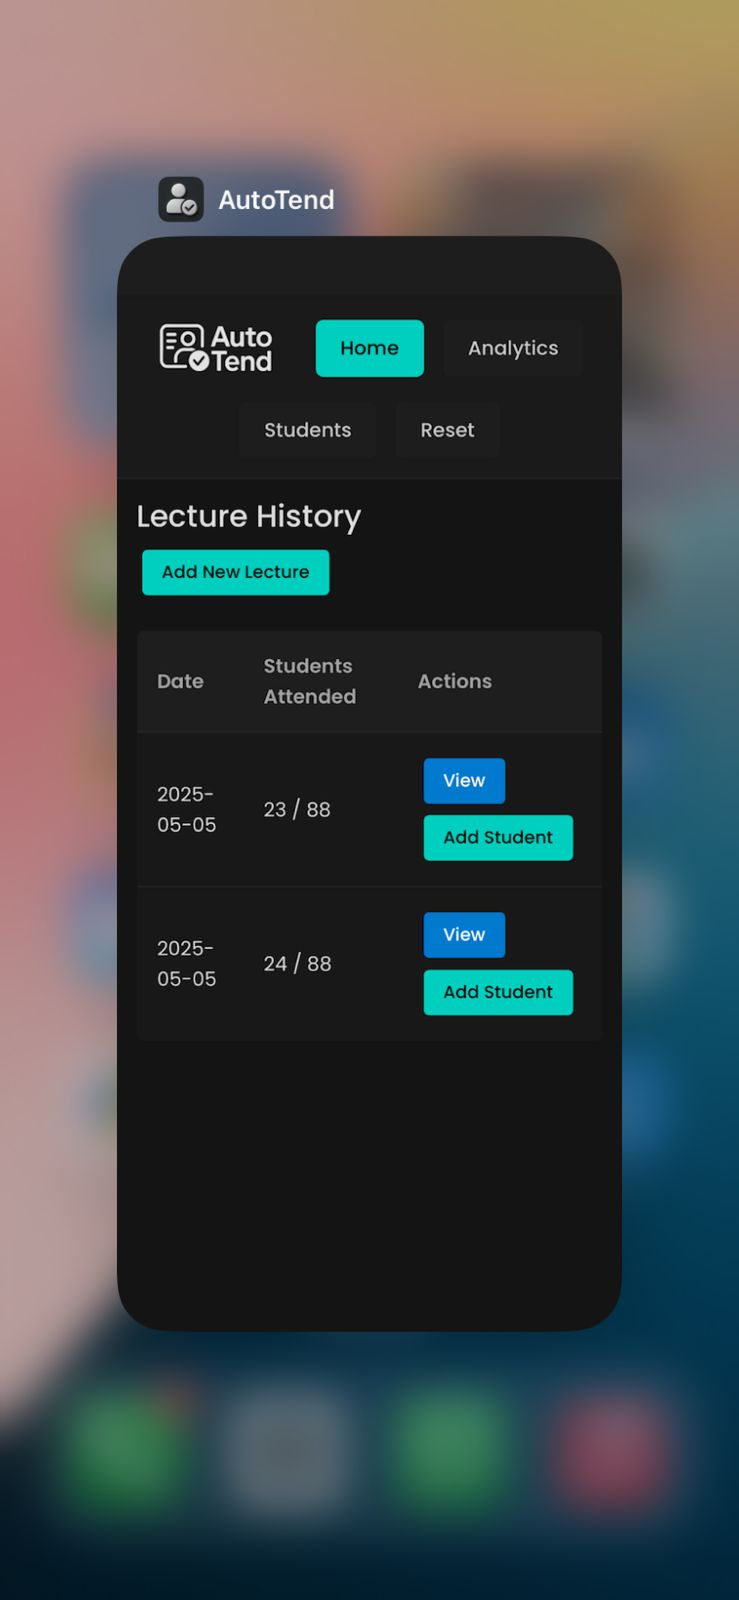 AutoTend
Auto
Tend
Home
Analytics
Students
Reset
Lecture History
Add New Lecture
Date
Students
Attended
Actions
2025-
05-05
23 / 88
View
Add Student
2025-
05-05
24 / 88
View
Add Student